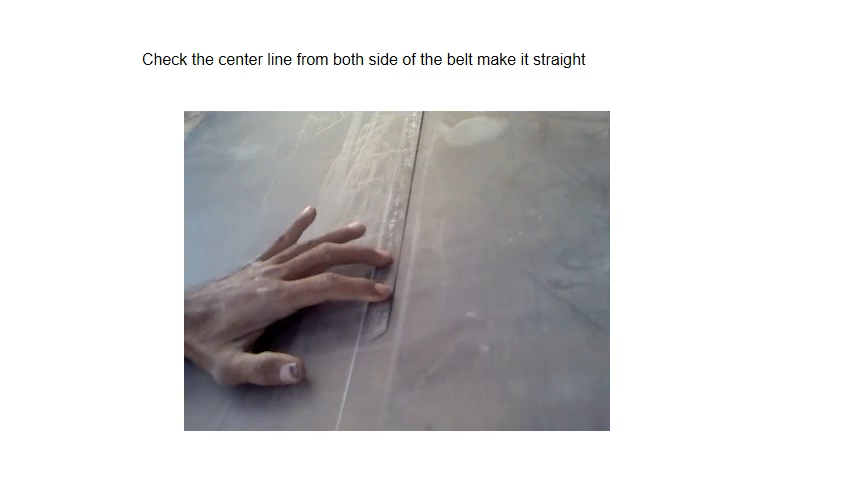 Check the center line from both side of the belt make it straight